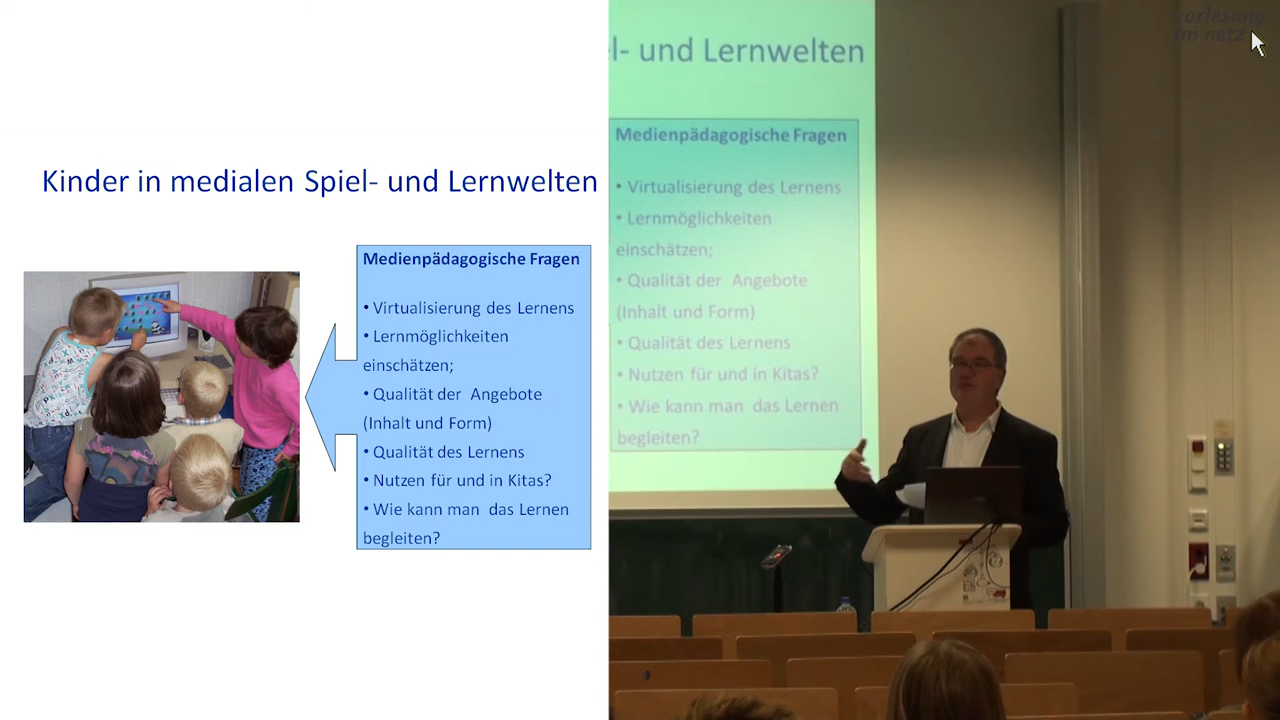 Kinder in medialen Spiel- und Lernwelten
Medienpädagogische Fragen
• Virtualisierung des Lernens
• Lernmöglichkeiten
einschätzen;
• Qualität der Angebote
(Inhalt und Form)
• Qualität des Lernens
• Nutzen für und in Kitas?
• Wie kann man das Lernen
begleiten?
l- und Lernwelten
Medienpädagogische Fragen
• Virtualisierung des Lernens
• Lernmöglichkeiten
einschätzen;
• Qualität der Angebote
(Inhalt und Form)
• Qualität des Lernens
• Nutzen für und in Kitas?
• Wie kann man das Lernen
begleiten?
vorlesung
im netz